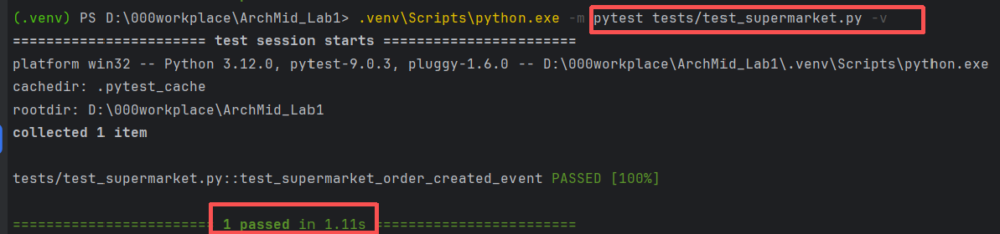 (.venv) PS D:\000workplace\ArchMid_Lab1> .venv\Scripts\python.exe -m pytest tests/test_supermarket.py -v
======================= test session starts =======================
platform win32 -- Python 3.12.0, pytest-9.0.3, pluggy-1.6.0 -- D:\000workplace\ArchMid_Lab1\.venv\Scripts\python.exe
cachedir: .pytest_cache
rootdir: D:\000workplace\ArchMid_Lab1
collected 1 item
tests/test_supermarket.py::test_supermarket_order_created_event PASSED [100%]
======================== 1 passed in 1.11s ========================